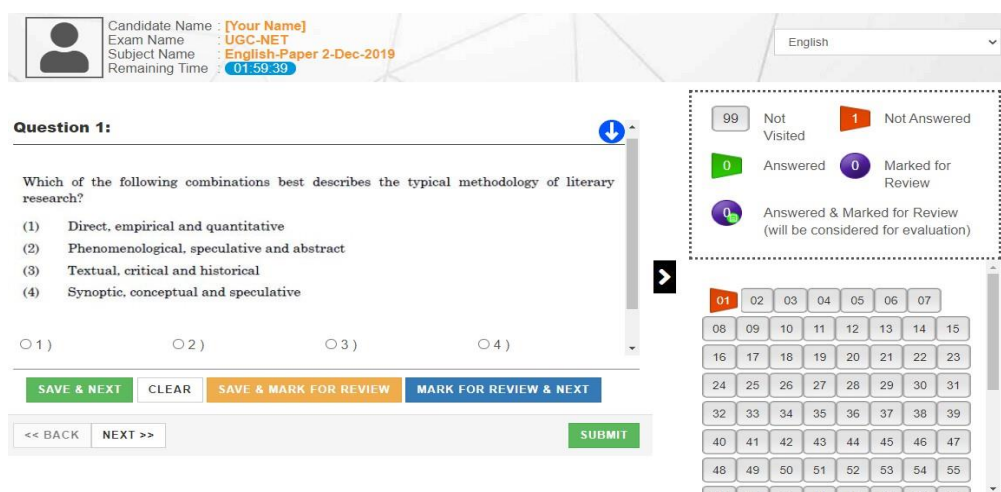 Candidate Name : [Your Name]
Exam Name : UGC-NET
Subject Name : English-Paper 2-Dec-2019
Remaining Time : 01:59:39
English
Question 1:
Which of the following combinations best describes the typical methodology of literary
research?
(1) Direct, empirical and quantitative
(2) Phenomenological, speculative and abstract
(3) Textual, critical and historical
(4) Synoptic, conceptual and speculative
1 ) 2 ) 3 ) 4 )
SAVE & NEXT CLEAR SAVE & MARK FOR REVIEW MARK FOR REVIEW & NEXT
<< BACK NEXT >> SUBMIT
99 Not Visited 1 Not Answered
0 Answered 0 Marked for Review
0 Answered & Marked for Review
(will be considered for evaluation)
01 02 03 04 05 06 07
08 09 10 11 12 13 14 15
16 17 18 19 20 21 22 23
24 25 26 27 28 29 30 31
32 33 34 35 36 37 38 39
40 41 42 43 44 45 46 47
48 49 50 51 52 53 54 55